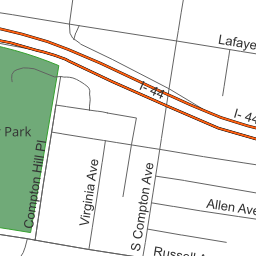 Lafaye
I- 44
I- 44
Park
Compton Hill Pl
Virginia Ave
S Compton Ave
Allen Ave
Russell A